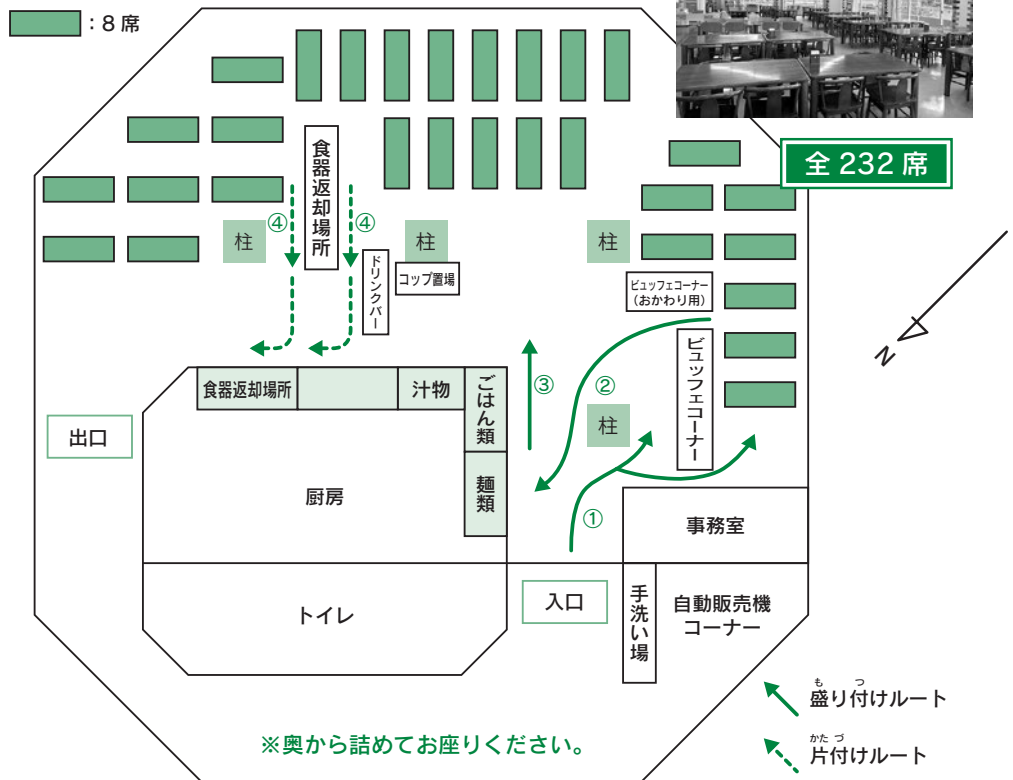 ：8席
全 232 席
食器返却場所
④
④
柱
柱
柱
ドリンクバー
コップ置場
ビュッフェコーナー
（おかわり用）
ビュッフェコーナー
N
食器返却場所
汁物
ごはん類
麺類
③
②
柱
①
出口
厨房
事務室
トイレ
入口
手洗い場
自動販売機
コーナー
盛り付けルート
も つ
片付けルート
かた づ
※奥から詰めてお座りください。